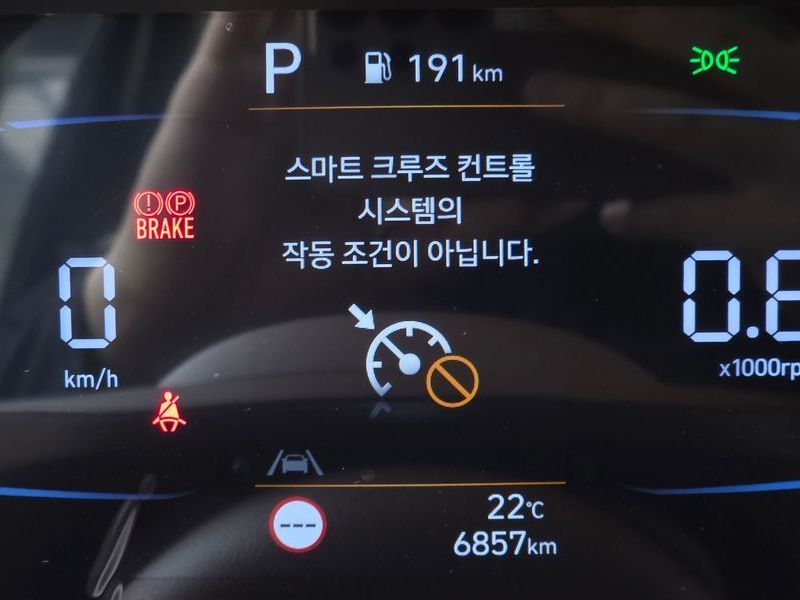 P 191 km
스마트 크루즈 컨트롤
시스템의
작동 조건이 아닙니다.
! P
BRAKE
0
km/h
0.
x1000rp
---
22℃
6857km